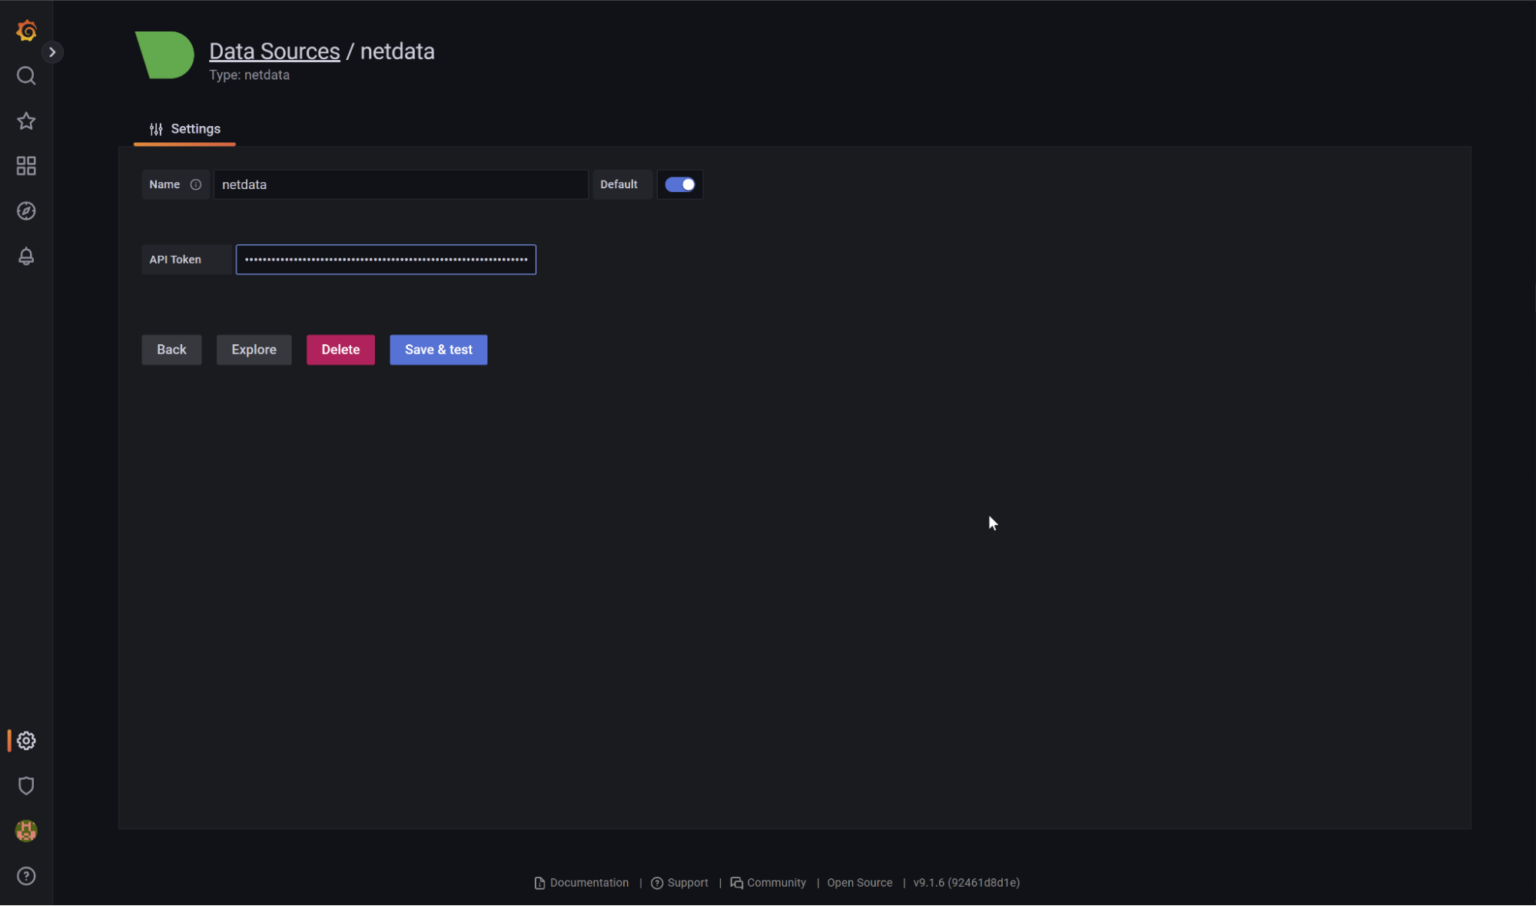 Data Sources / netdata
Type: netdata
Settings
Name netdata Default
API Token ••••••••••••••••••••••••••••••••••••••••••••••••••••••••••••••••
Back Explore Delete Save & test
Documentation | Support | Community | Open Source | v9.1.6 (92461d8d1e)